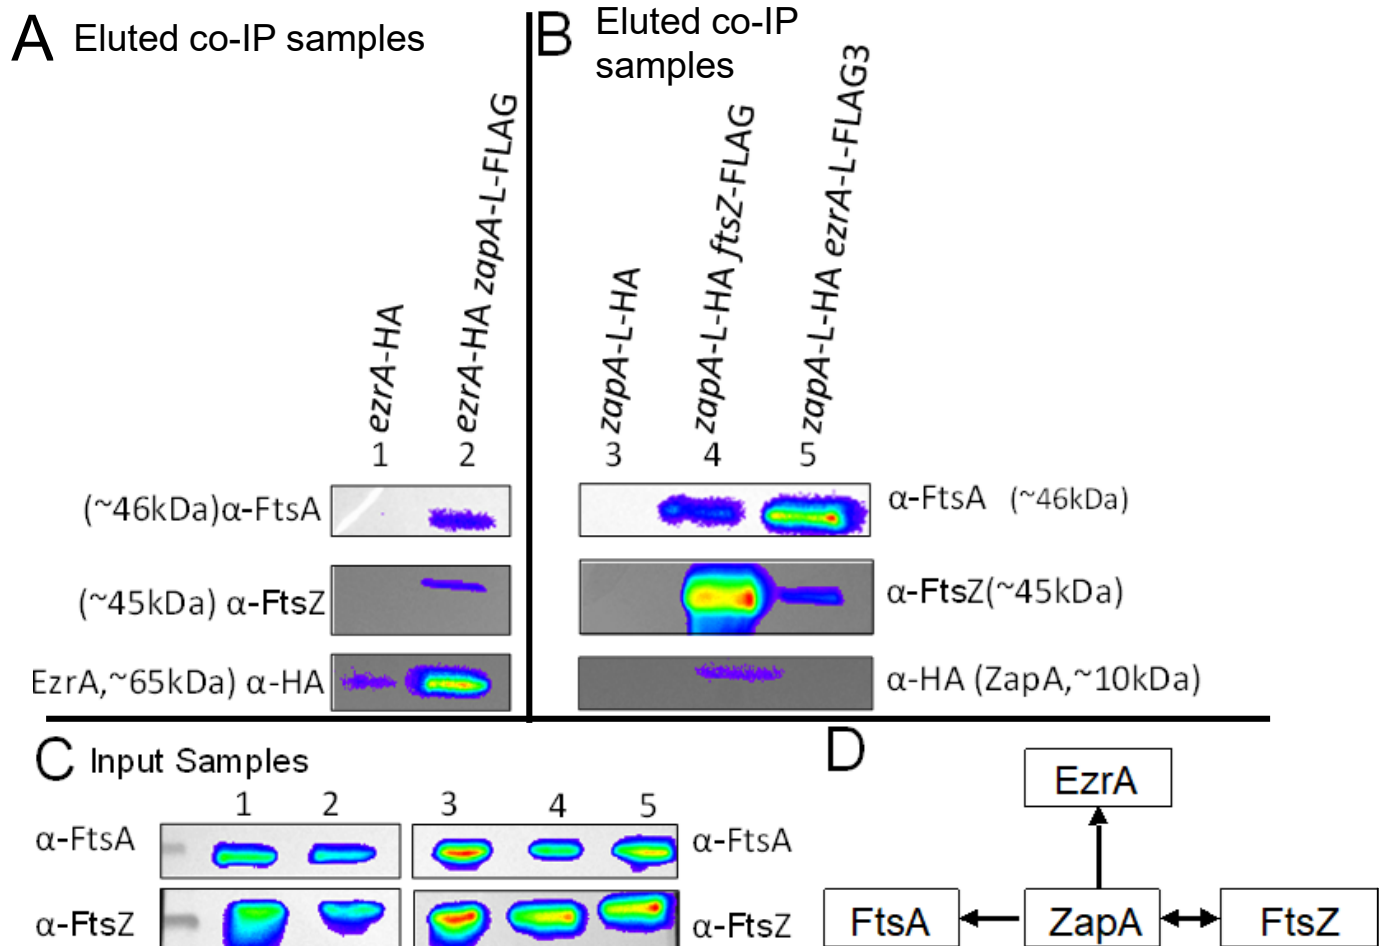 A Eluted co-IP samples
ezrA-HA
ezrA-HA zapA-L-FLAG
1 2
(~46kDa)α-FtsA
(~45kDa) α-FtsZ
EzrA,~65kDa) α-HA
B Eluted co-IP
samples
zapA-L-HA
zapA-L-HA ftsZ-FLAG
zapA-L-HA ezrA-L-FLAG3
3 4 5
α-FtsA (~46kDa)
α-FtsZ(~45kDa)
α-HA (ZapA,~10kDa)
C Input Samples
1 2 3 4 5
α-FtsA α-FtsA
α-FtsZ α-FtsZ
D
EzrA
FtsA ZapA FtsZ